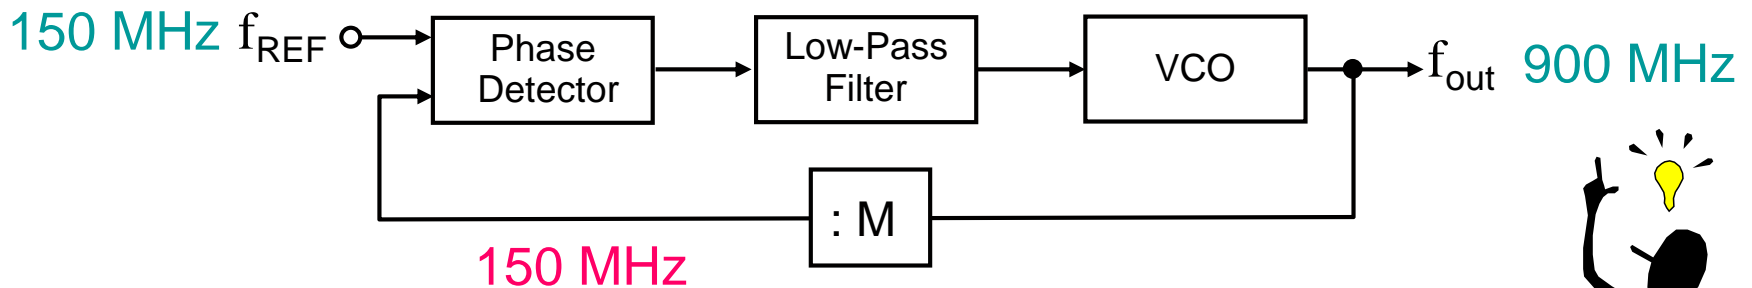 150 MHz fREF
Phase
Detector
Low-Pass
Filter
VCO
fout 900 MHz
: M
150 MHz